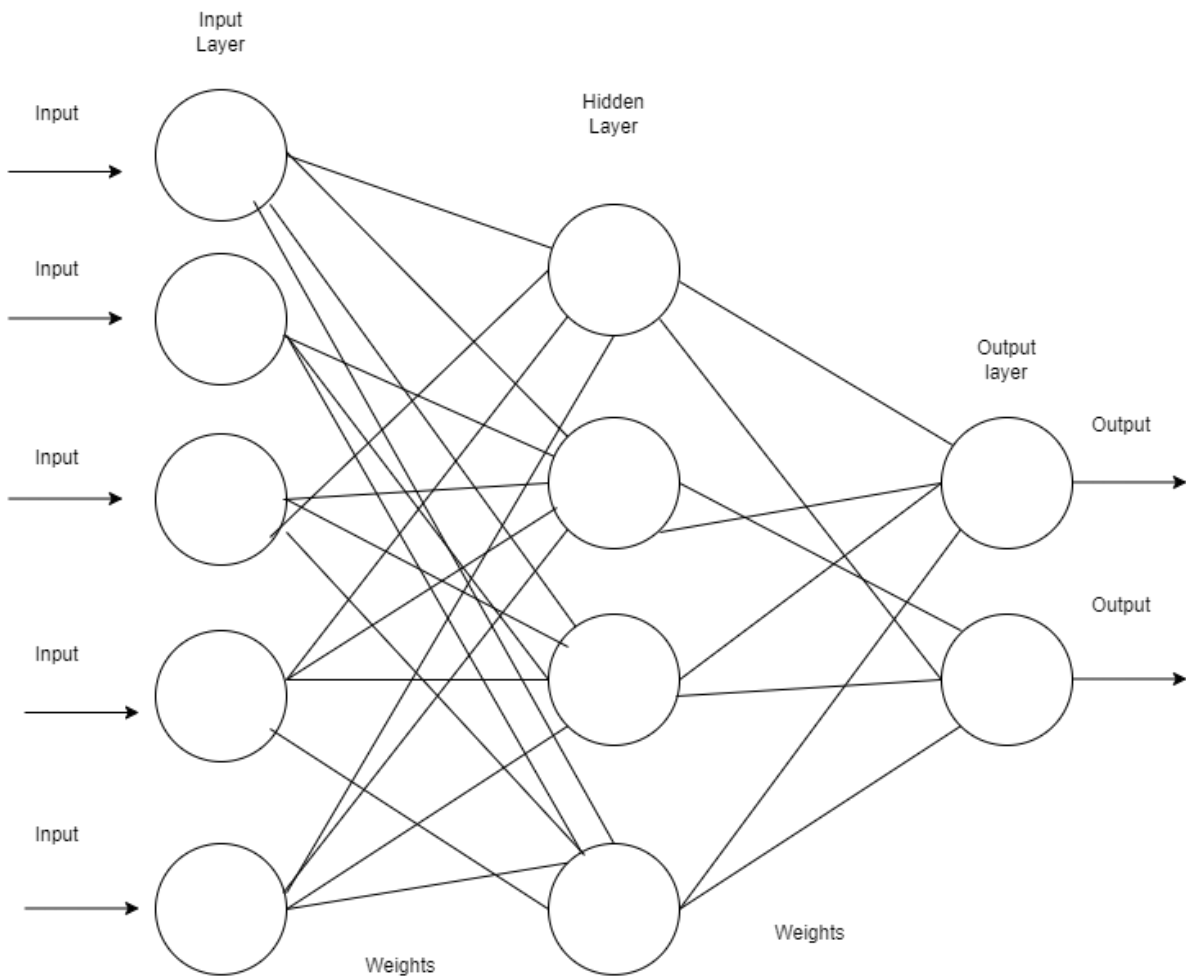 Input
Layer
Input
Hidden
Layer
Input
Output
layer
Output
Input
Output
Input
Input
Weights
Weights